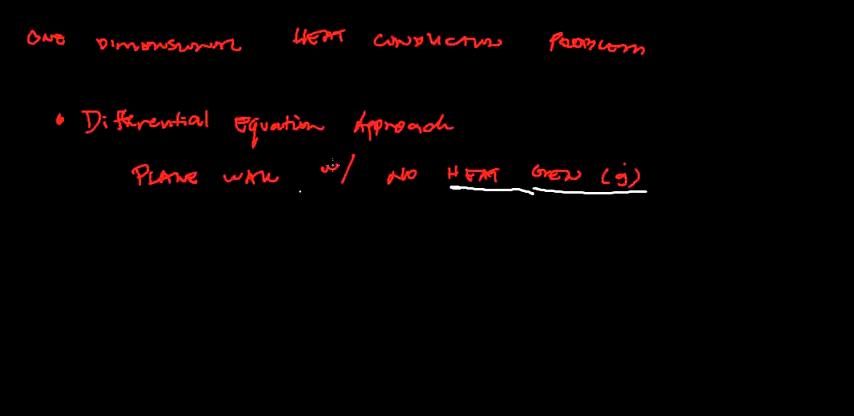 ONE DIMENSIONAL HEAT CONDUCTION PROBLEM
• Differential Equation Approach
PLANE WALL w/ NO HEAT GEN (ġ)